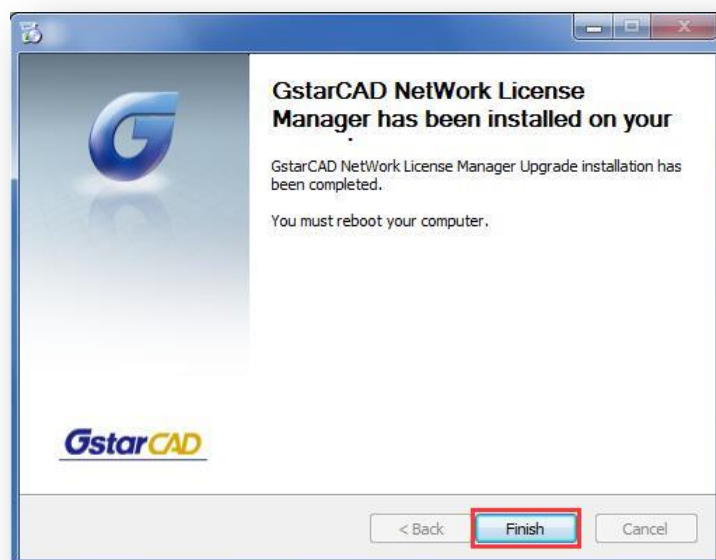 GstarCAD NetWork License
Manager has been installed on your
GstarCAD NetWork License Manager Upgrade installation has
been completed.
You must reboot your computer.
GstarCAD
< Back
Finish
Cancel